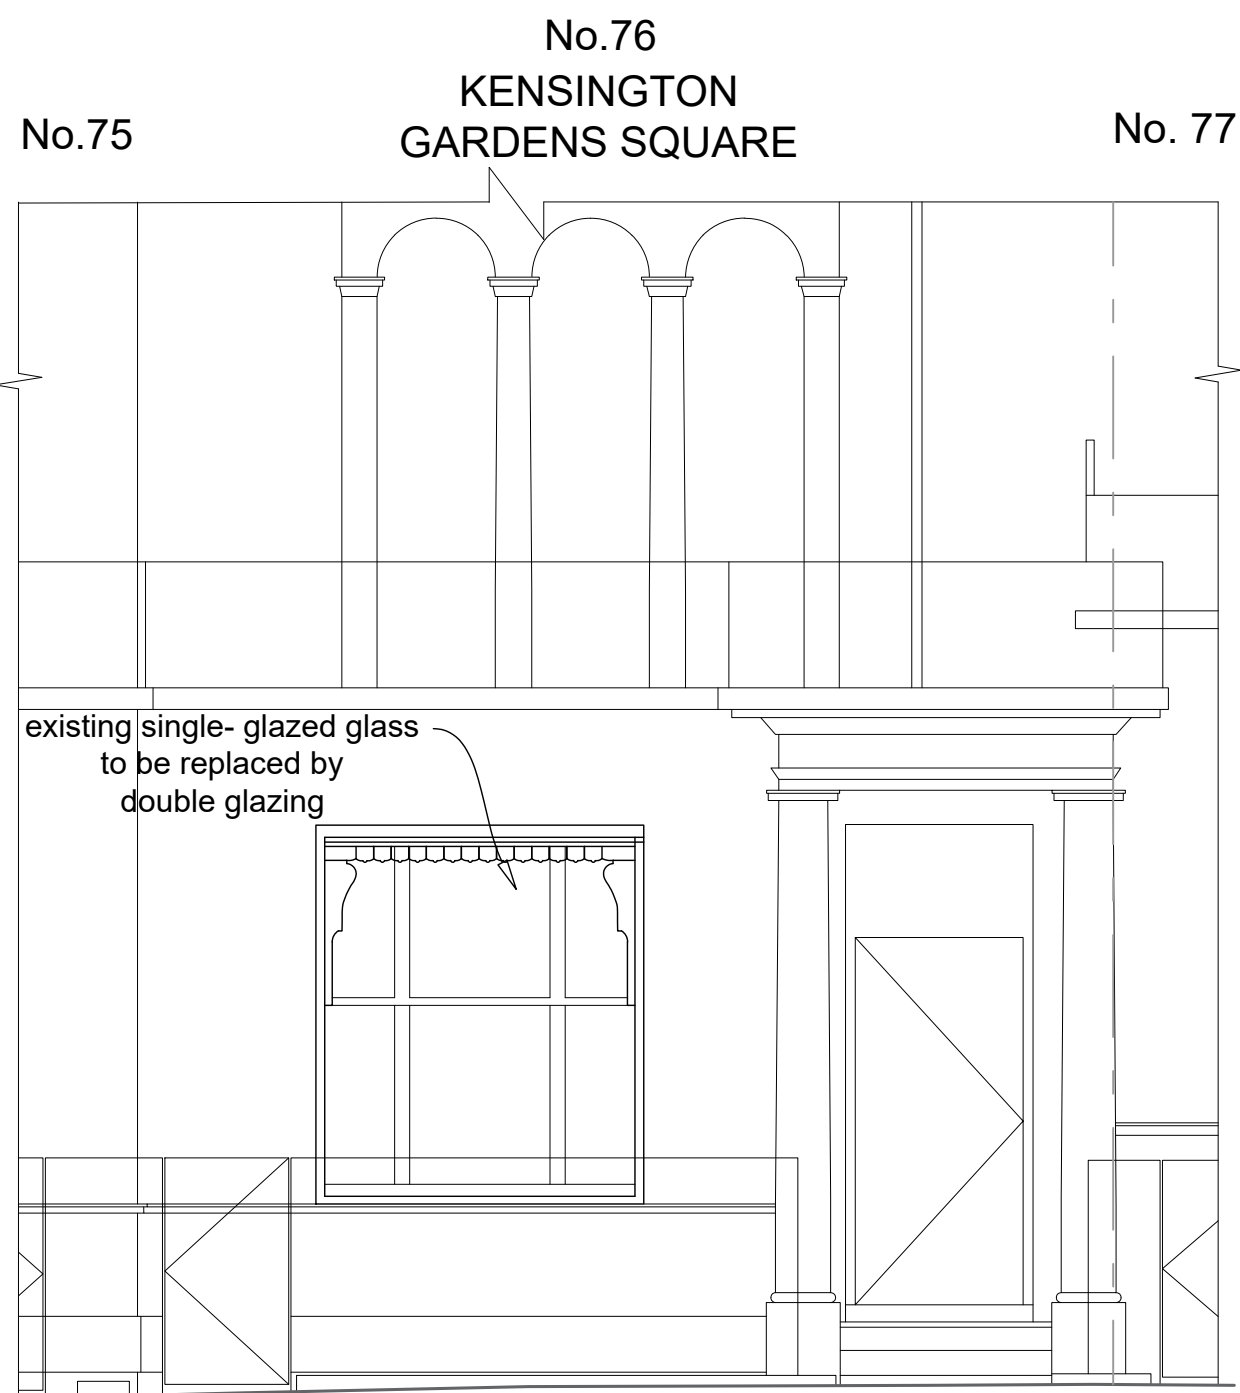 No.76
KENSINGTON
GARDENS SQUARE
No.75
No. 77
existing single- glazed glass
to be replaced by
double glazing